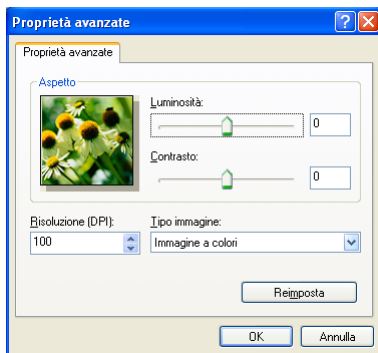 Proprietà avanzate
Proprietà avanzate
Aspetto
Luminosità:
0
Contrasto:
0
Risoluzione (DPI): Tipo immagine:
100 Immagine a colori
Reimposta
OK Annulla